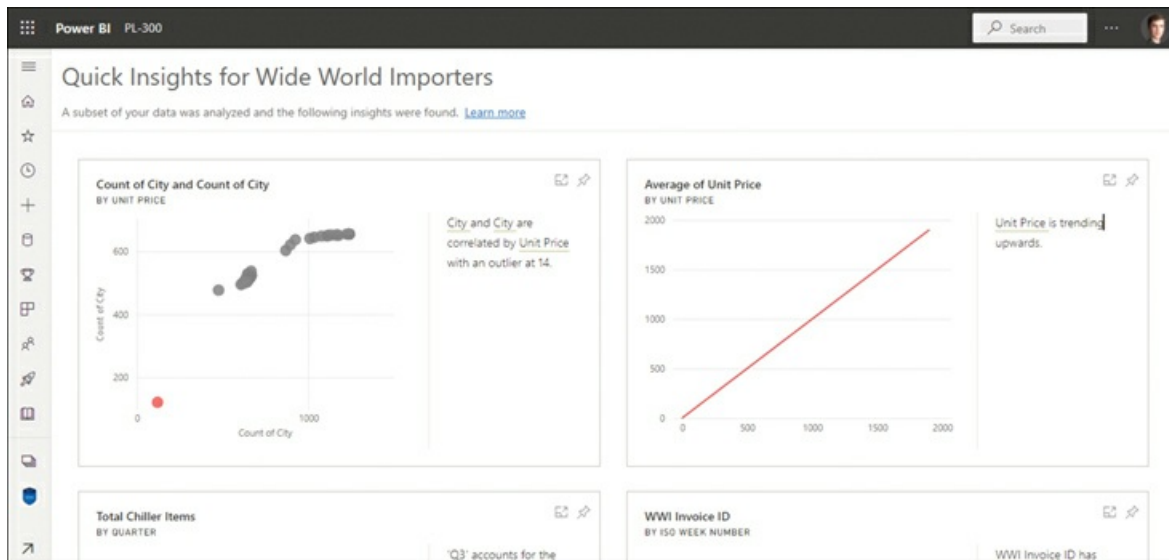 Power BI PL-300 Search
Quick Insights for Wide World Importers
A subset of your data was analyzed and the following insights were found. Learn more
Count of City and Count of City
BY UNIT PRICE
600
400
200
Count of City
0 1000
Count of City
City and City are
correlated by Unit Price
with an outlier at 14.
Average of Unit Price
BY UNIT PRICE
2000
1500
1000
500
0
0 500 1000 1500 2000
Unit Price is trending
upwards.
Total Chiller Items
BY QUARTER
'Q3' accounts for the
WWI Invoice ID
BY ISO WEEK NUMBER
WWI Invoice ID has